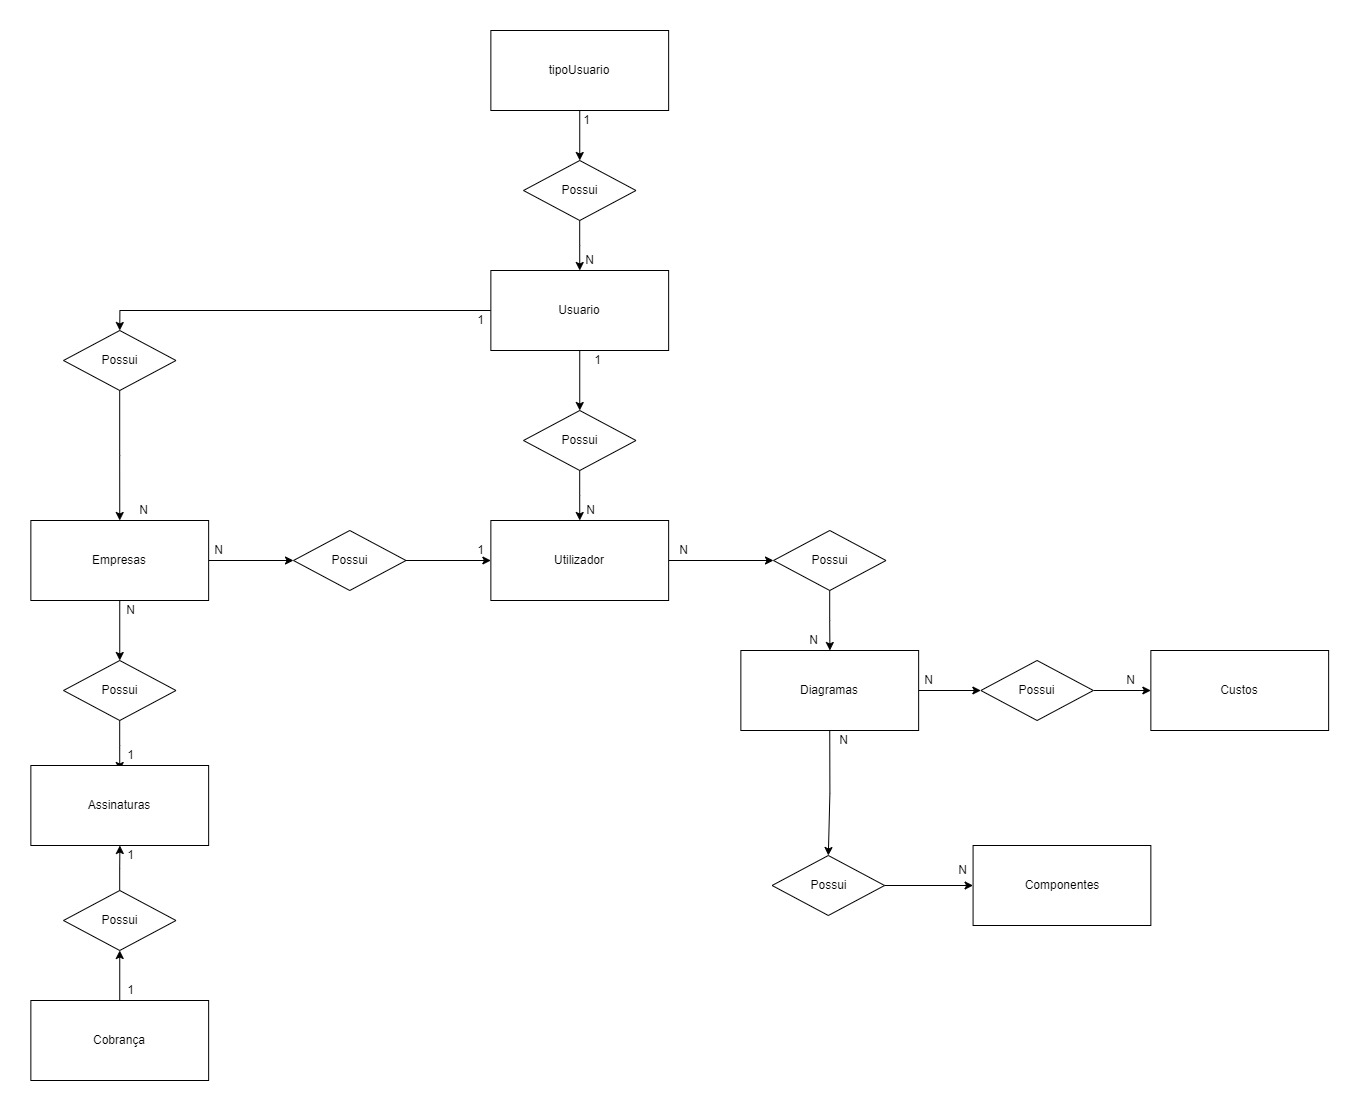 tipoUsuario
1
Possui
N
Usuario
1
1
Possui
Possui
N
N
Empresas
N
Possui
1
Utilizador
N
Possui
N
Possui
N
Diagramas
N
Possui
N
Custos
1
N
Assinaturas
1
Possui
N
Componentes
Possui
1
Cobrança